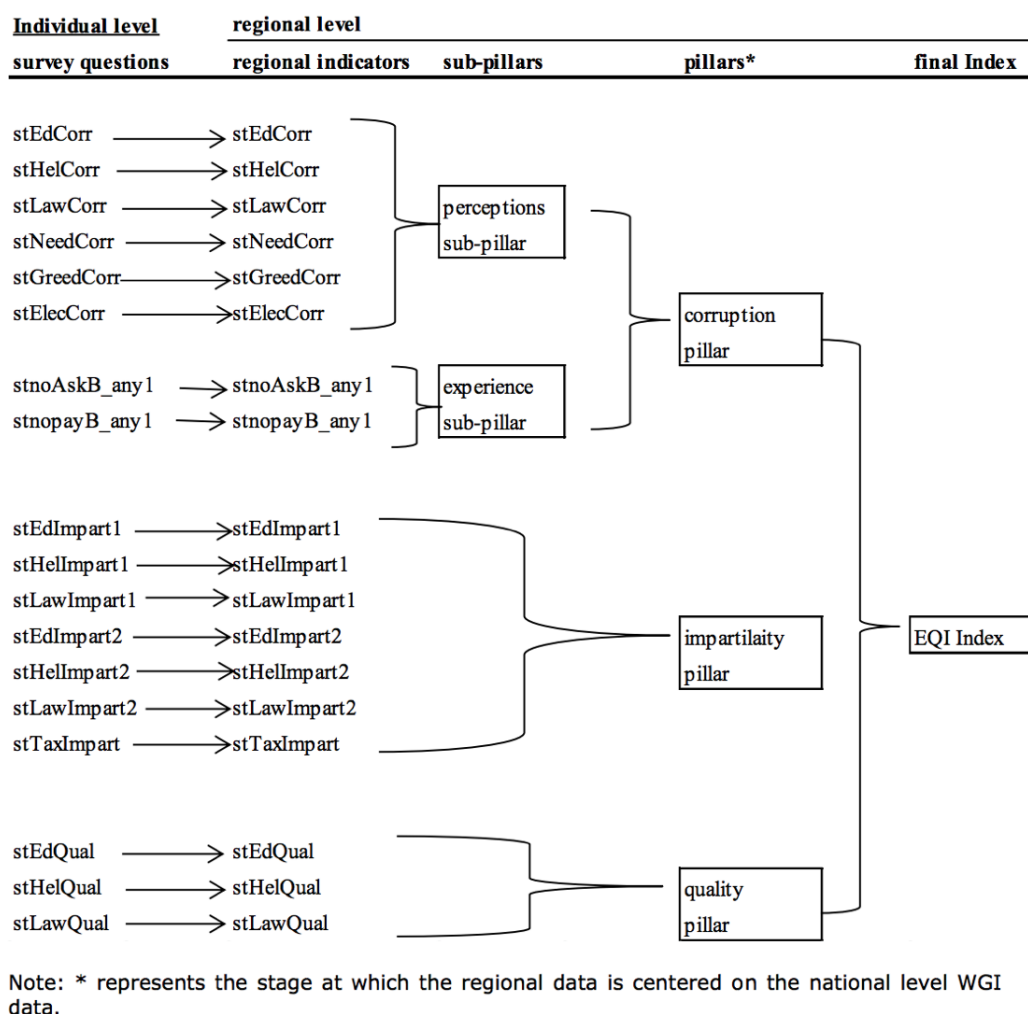 Individual level regional level
survey questions regional indicators sub-pillars pillars* final Index
stEdCorr stEdCorr
stHelCorr stHelCorr
stLawCorr stLawCorr perceptions
stNeedCorr stNeedCorr sub-pillar
stGreedCorr stGreedCorr
stElecCorr stElecCorr corruption
pillar
stnoAskB_any1 stnoAskB_any1 experience
stnopayB_any1 stnopayB_any1 sub-pillar
stEdImpart1 stEdImpart1
stHelImpart1 stHelImpart1
stLawImpart1 stLawImpart1
stEdImpart2 stEdImpart2 impartilaity EQI Index
stHelImpart2 stHelImpart2 pillar
stLawImpart2 stLawImpart2
stTaxImpart stTaxImpart
stEdQual stEdQual
stHelQual stHelQual quality
stLawQual stLawQual pillar
Note: * represents the stage at which the regional data is centered on the national level WGI
data.